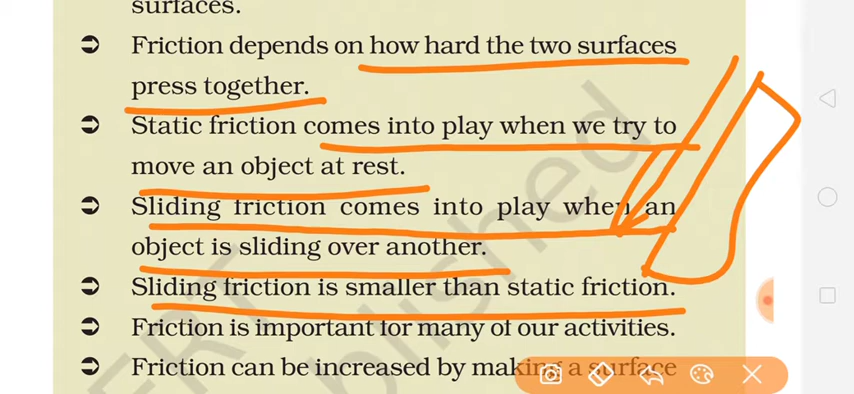 surfaces.
➲ Friction depends on how hard the two surfaces
press together.
➲ Static friction comes into play when we try to
move an object at rest.
➲ Sliding friction comes into play when an
object is sliding over another.
➲ Sliding friction is smaller than static friction.
➲ Friction is important for many of our activities.
➲ Friction can be increased by making a surface